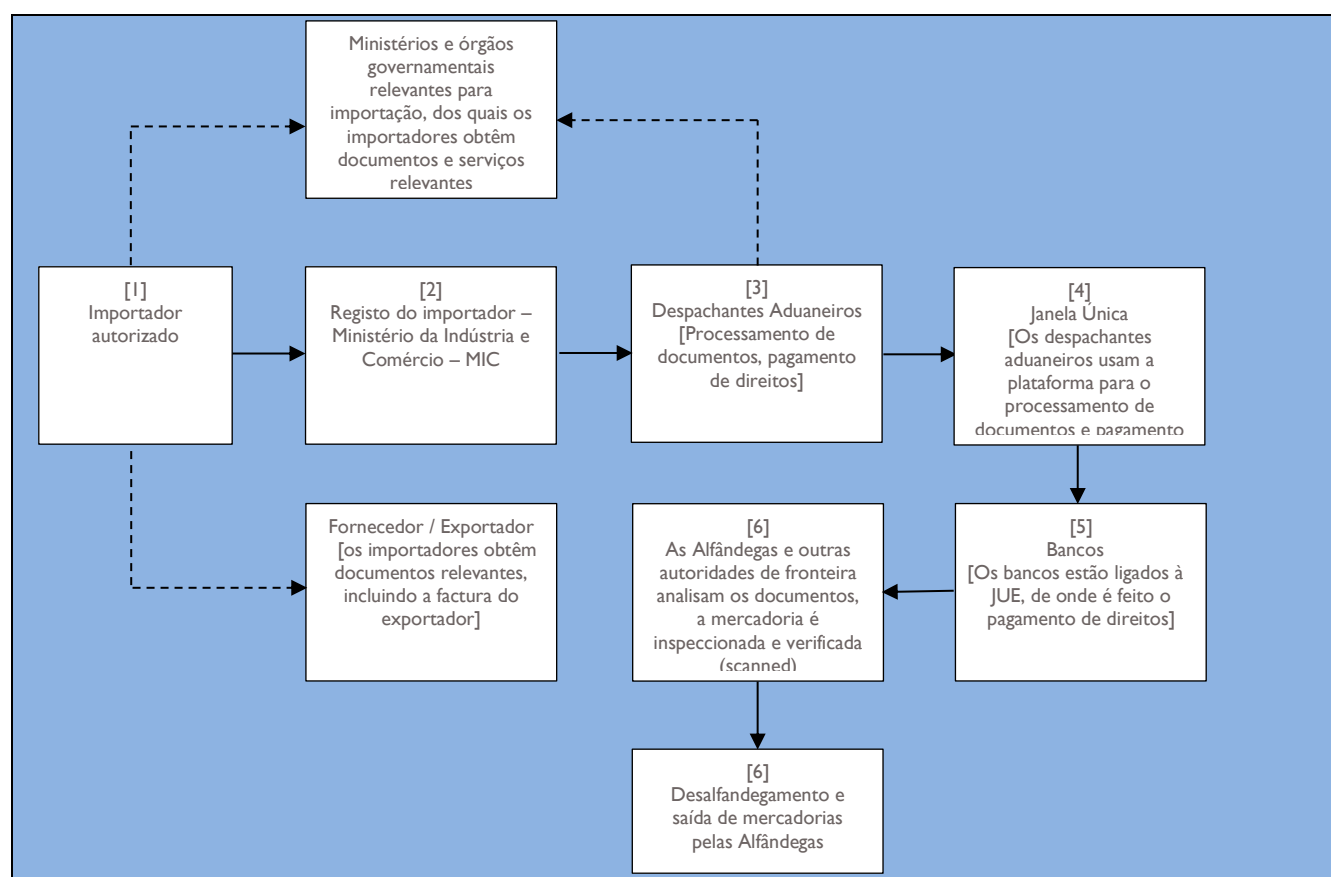 Ministérios e órgãos
governamentais
relevantes para
importação, dos quais os
importadores obtêm
documentos e serviços
relevantes
[1]
Importador
autorizado
[2]
Registo do importador –
Ministério da Indústria e
Comércio – MIC
[3]
Despachantes Aduaneiros
[Processamento de
documentos, pagamento
de direitos]
[4]
Janela Única
[Os despachantes
aduaneiros usam a
plataforma para o
processamento de
documentos e pagamento
Fornecedor / Exportador
[os importadores obtêm
documentos relevantes,
incluindo a factura do
exportador]
[6]
As Alfândegas e outras
autoridades de fronteira
analisam os documentos,
a mercadoria é
inspeccionada e verificada
(scanned)
[5]
Bancos
[Os bancos estão ligados à
JUE, de onde é feito o
pagamento de direitos]
[6]
Desalfandegamento e
saída de mercadorias
pelas Alfândegas